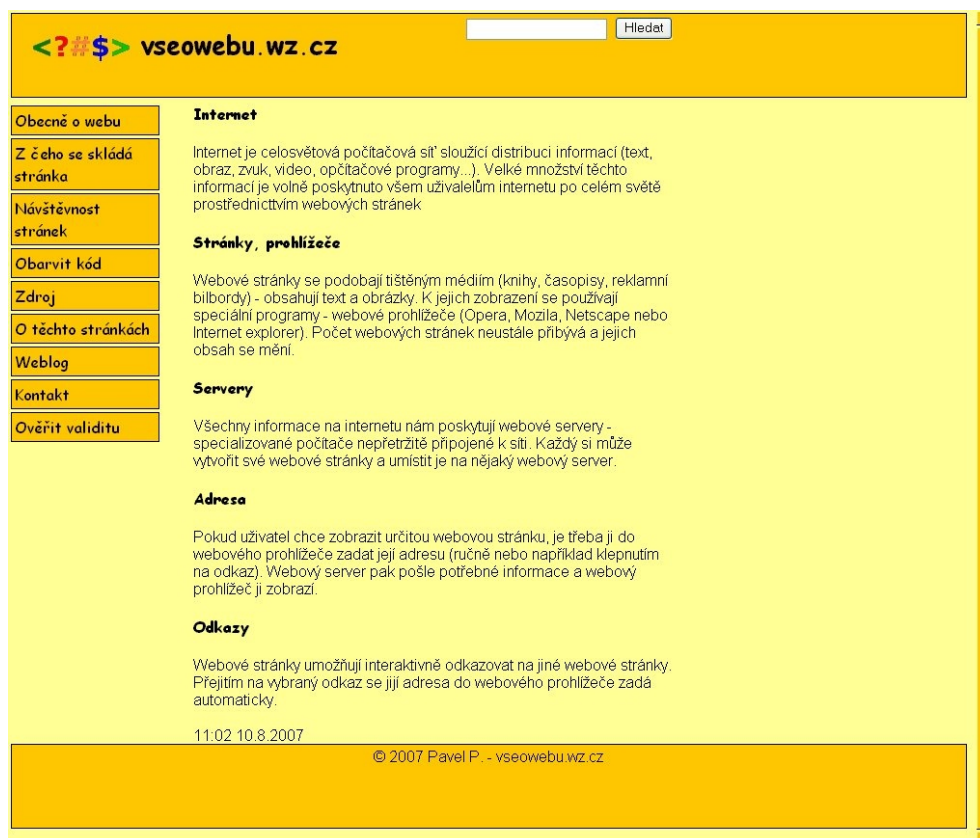 <?#$> vseowebu.wz.cz
Hledat
Obecně o webu
Z čeho se skládá
stránka
Návštěvnost
stránek
Obarvit kód
Zdroj
O těchto stránkách
Weblog
Kontakt
Ověřit validitu
Internet
Internet je celosvětová počítačová síť sloužící distribuci informací (text,
obraz, zvuk, video, opčítačové programy...). Velké množství těchto
informací je volně poskytnuto všem uživalelům internetu po celém světě
prostřednicttvím webových stránek
Stránky, prohlížeče
Webové stránky se podobají tištěným médiím (knihy, časopisy, reklamní
bilbordy) - obsahují text a obrázky. K jejich zobrazení se používají
speciální programy - webové prohlížeče (Opera, Mozila, Netscape nebo
Internet explorer). Počet webových stránek neustále přibývá a jejich
obsah se mění.
Servery
Všechny informace na internetu nám poskytují webové servery -
specializované počítače nepřetržitě připojené k síti. Každý si může
vytvořit své webové stránky a umístit je na nějaký webový server.
Adresa
Pokud uživatel chce zobrazit určitou webovou stránku, je třeba ji do
webového prohlížeče zadat její adresu (ručně nebo například klepnutím
na odkaz). Webový server pak pošle potřebné informace a webový
prohlížeč ji zobrazí.
Odkazy
Webové stránky umožňují interaktivně odkazovat na jiné webové stránky.
Přejitím na vybraný odkaz se jijí adresa do webového prohlížeče zadá
automaticky.
11:02 10.8.2007
© 2007 Pavel P. - vseowebu.wz.cz